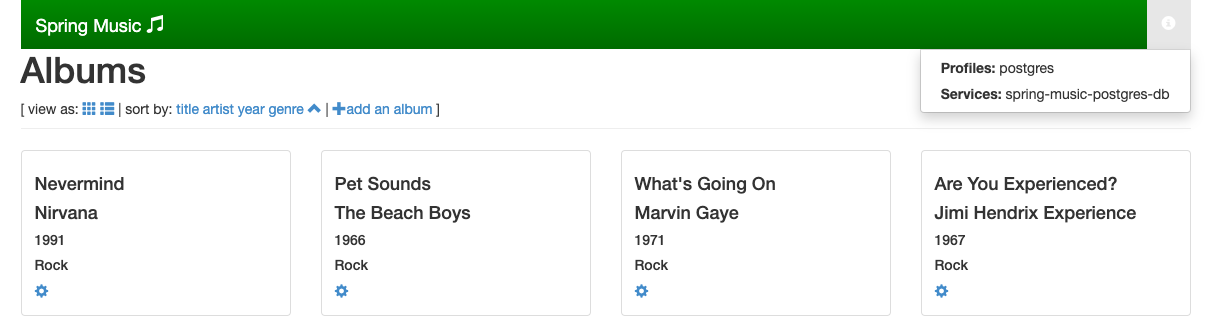 Spring Music
Profiles: postgres
Services: spring-music-postgres-db
Albums
[ view as: | sort by: title artist year genre | add an album ]
Nevermind
Nirvana
1991
Rock
Pet Sounds
The Beach Boys
1966
Rock
What's Going On
Marvin Gaye
1971
Rock
Are You Experienced?
Jimi Hendrix Experience
1967
Rock